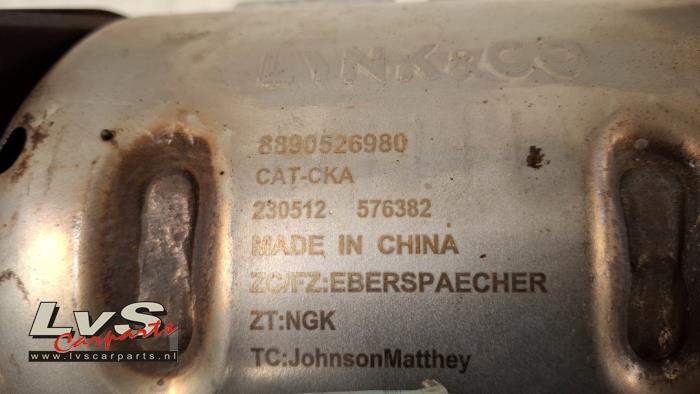 LYNK&CO
8890526980
CAT-CKA
230512 576382
MADE IN CHINA
ZC/FZ:EBERSPAECHER
ZT:NGK
TC:JohnsonMatthey
LvS
Carparts
www.lvscarparts.nl